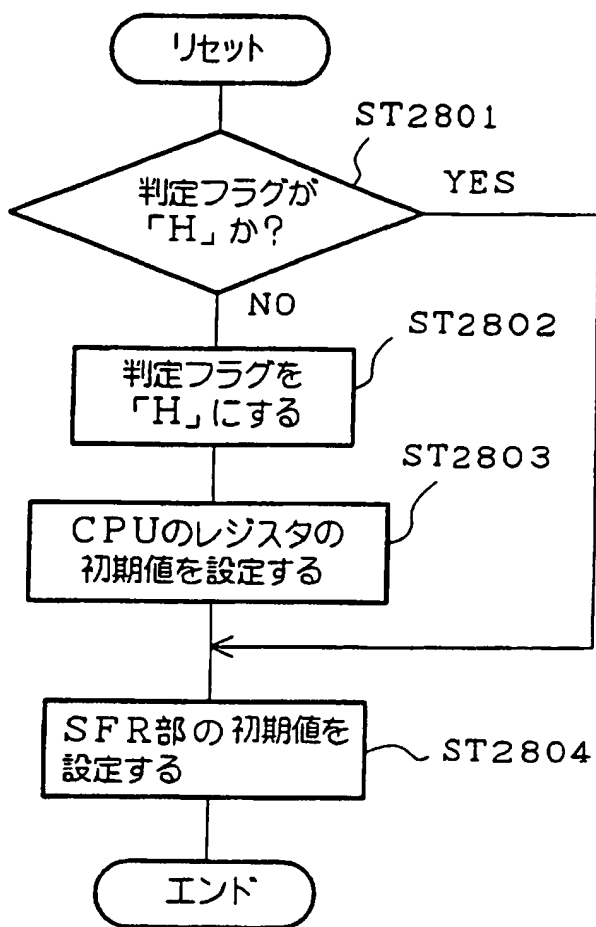 リセット
ST2801
判定フラグが
「H」か?
YES
NO
ST2802
判定フラグを
「H」にする
ST2803
CPUのレジスタの
初期値を設定する
SFR部の初期値を
設定する
ST2804
エンド